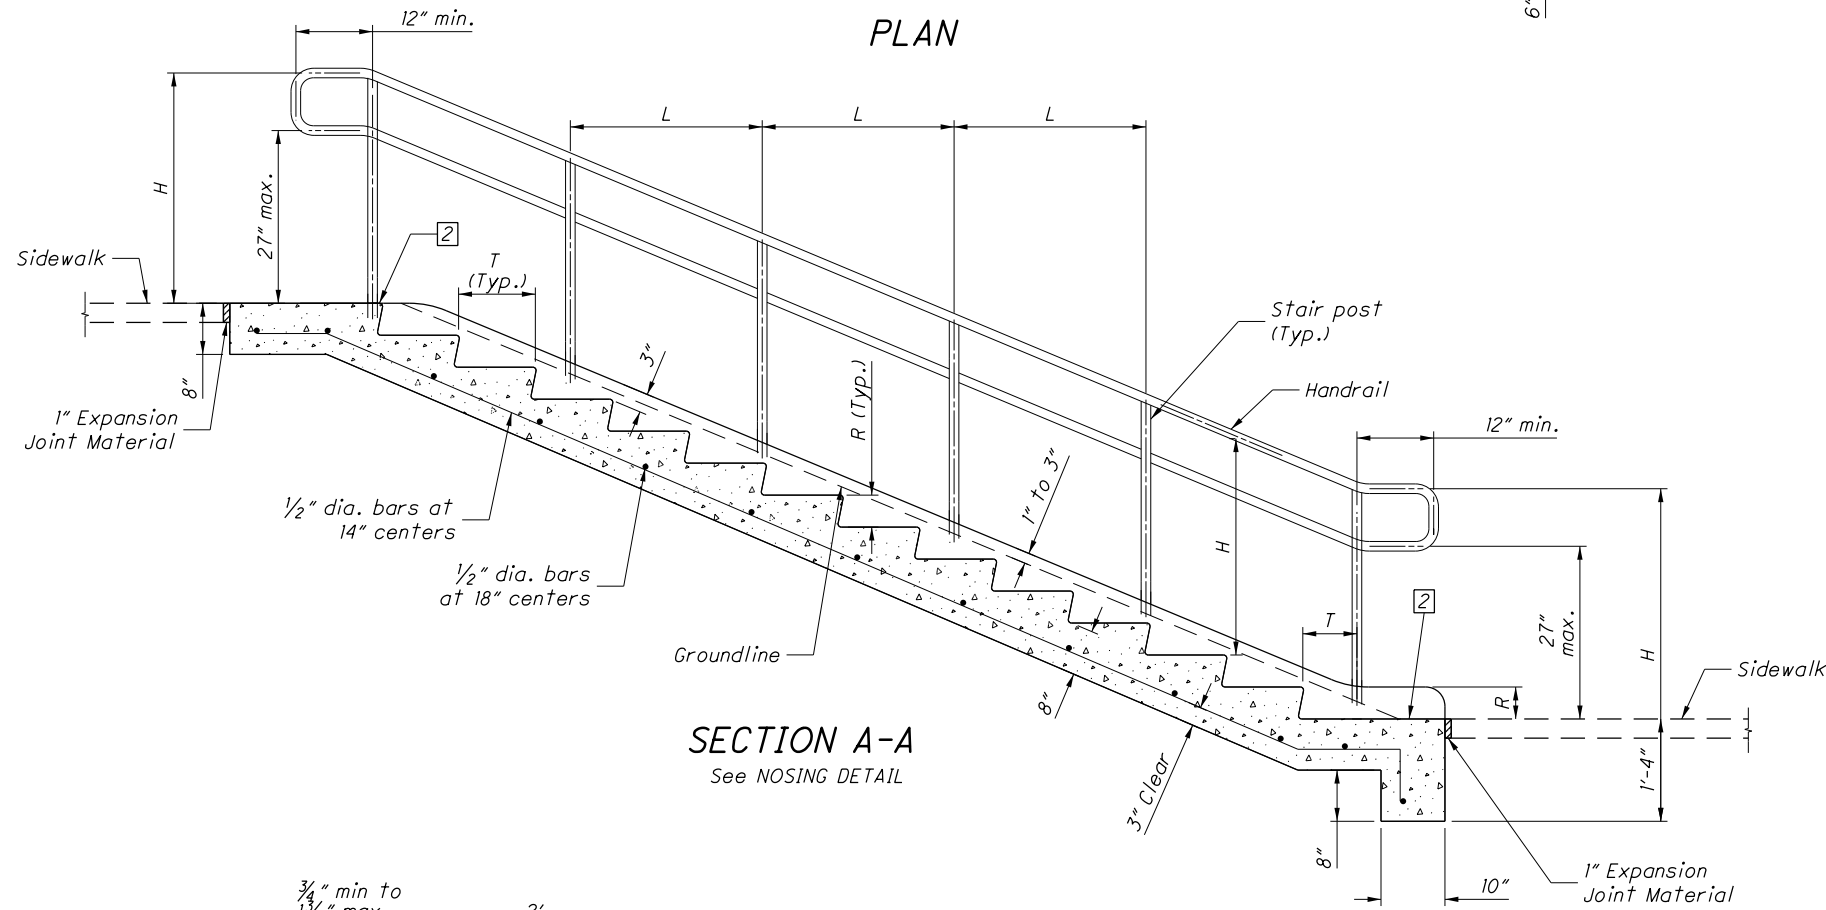 12" min.
PLAN
6"
L
L
L
H
27" max.
2
Sidewalk
T
(Typ.)
3"
R (Typ.)
Stair post
(Typ.)
Handrail
8"
1" Expansion
Joint Material
12" min.
1" to 3"
½" dia. bars at
14" centers
½" dia. bars
at 18" centers
H
2
T
27"
max.
H
Groundline
Sidewalk
R
8"
SECTION A-A
See NOSING DETAIL
3" Clear
1'-4"
8"
10"
1" Expansion
Joint Material
¾" min to